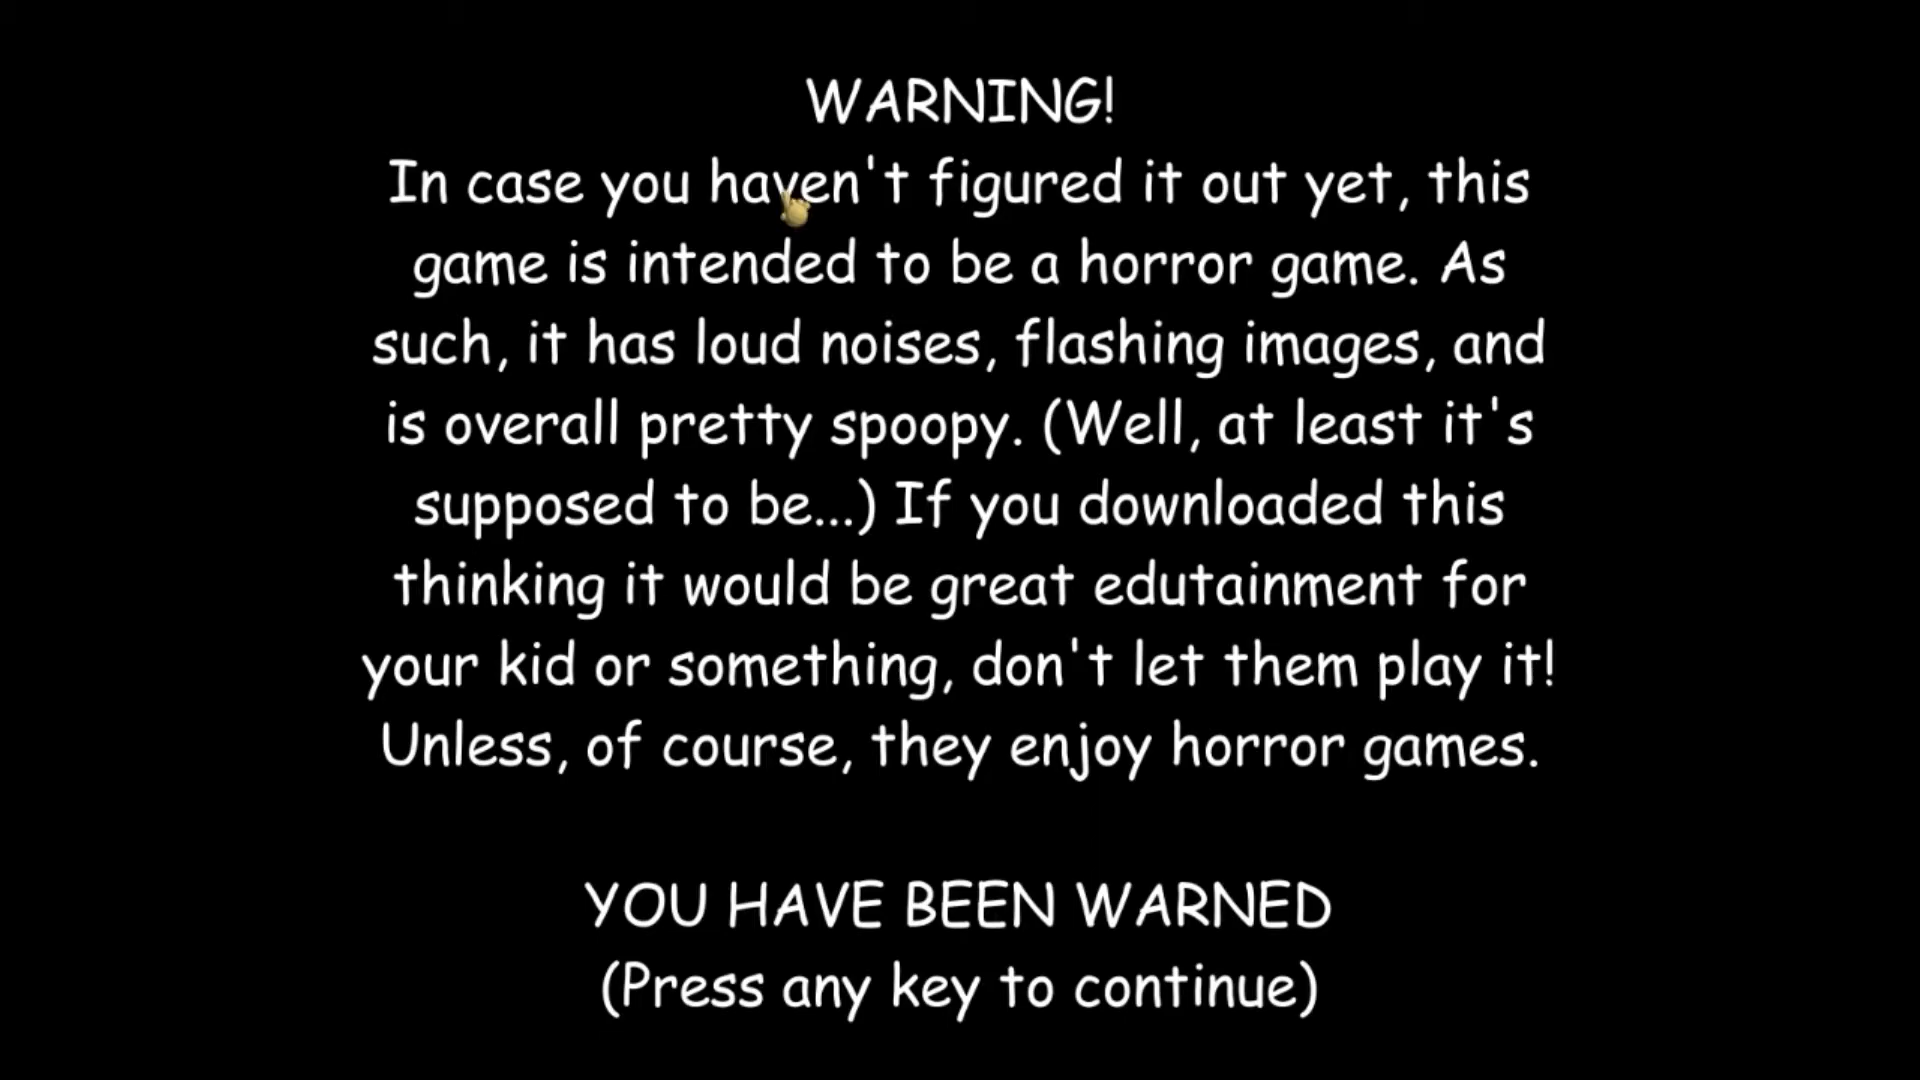 WARNING!
In case you haven't figured it out yet, this
game is intended to be a horror game. As
such, it has loud noises, flashing images, and
is overall pretty spoopy. (Well, at least it's
supposed to be...) If you downloaded this
thinking it would be great edutainment for
your kid or something, don't let them play it!
Unless, of course, they enjoy horror games.
YOU HAVE BEEN WARNED
(Press any key to continue)